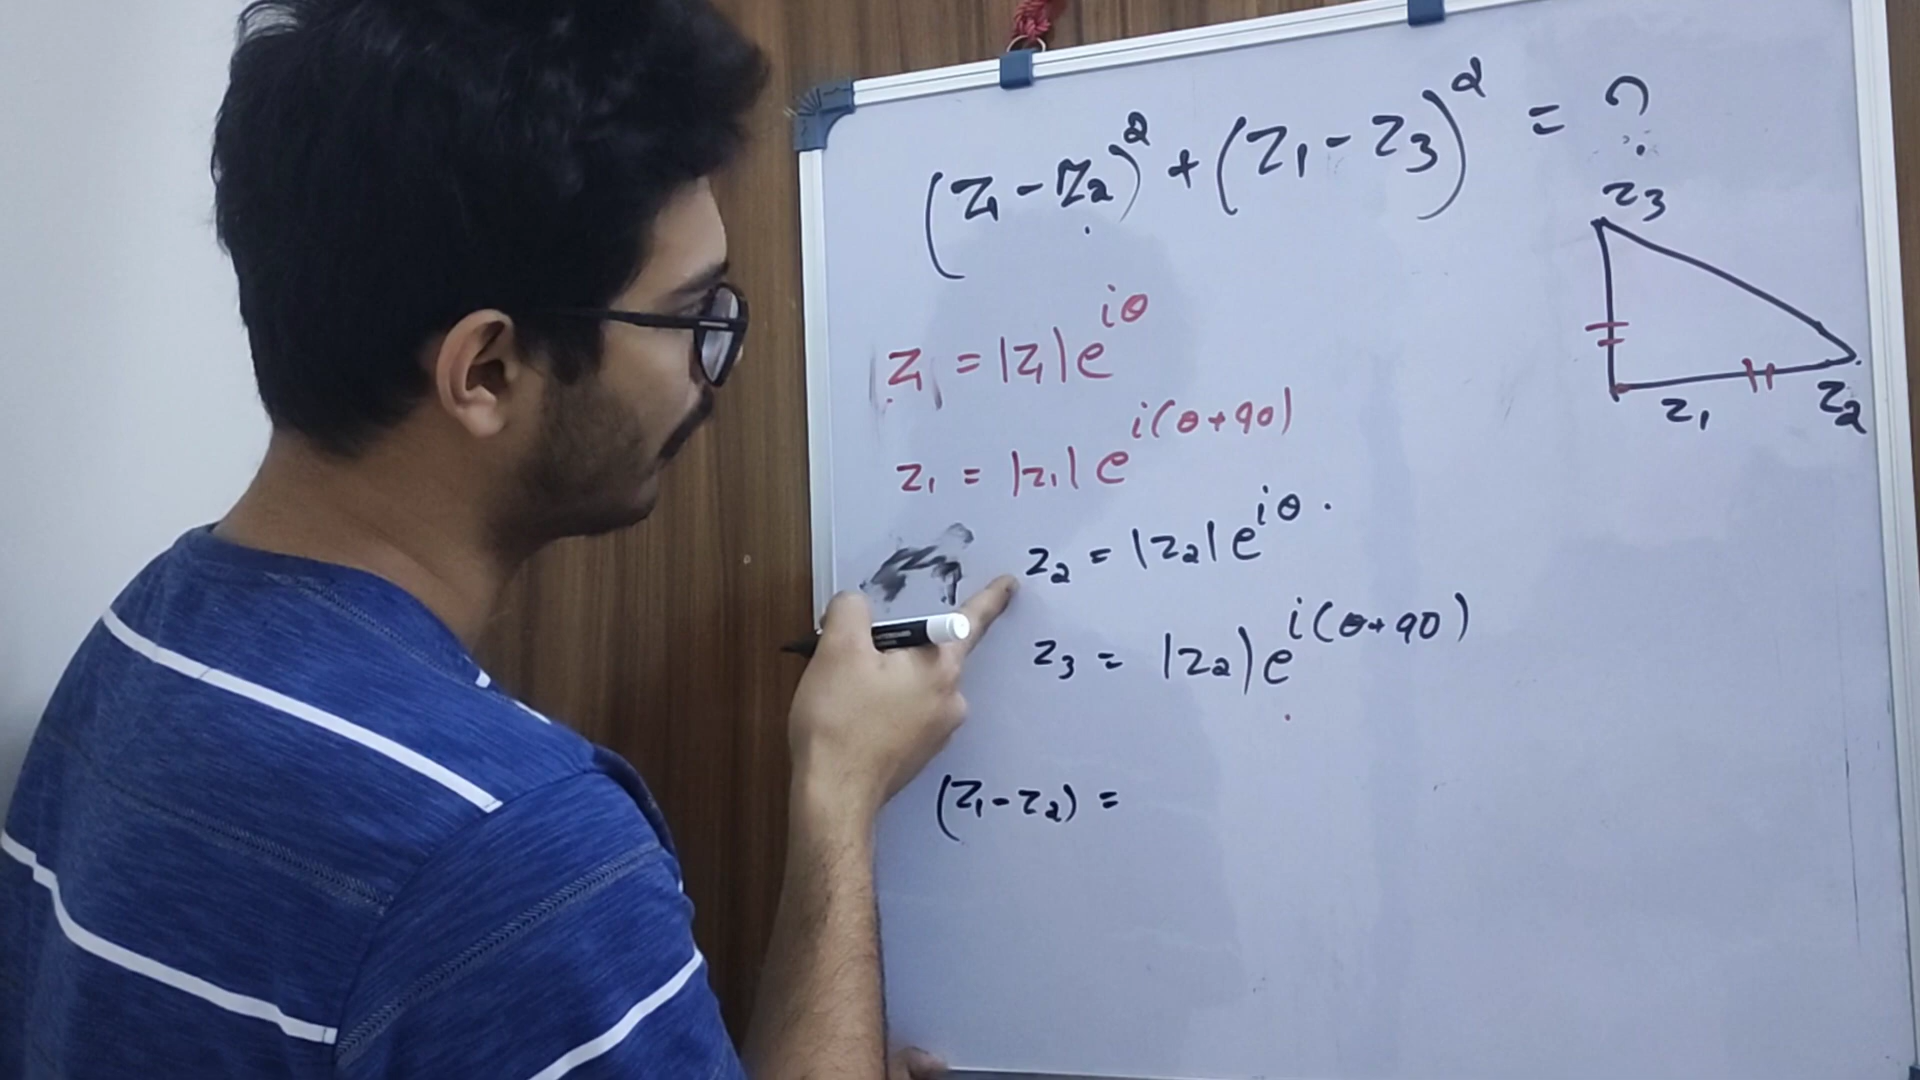 (Z₁ - Z₂)² + (Z₁ - Z₃)² = ?
Z₃
Z₁ = |Z₁| e^{iθ}
Z₁
Z₂
Z₁ = |Z₁| e^{i(θ+90)}
Z₂ = |Z₂| e^{iθ}.
Z₃ = |Z₂| e^{i(θ+90)}
(Z₁ - Z₂) =